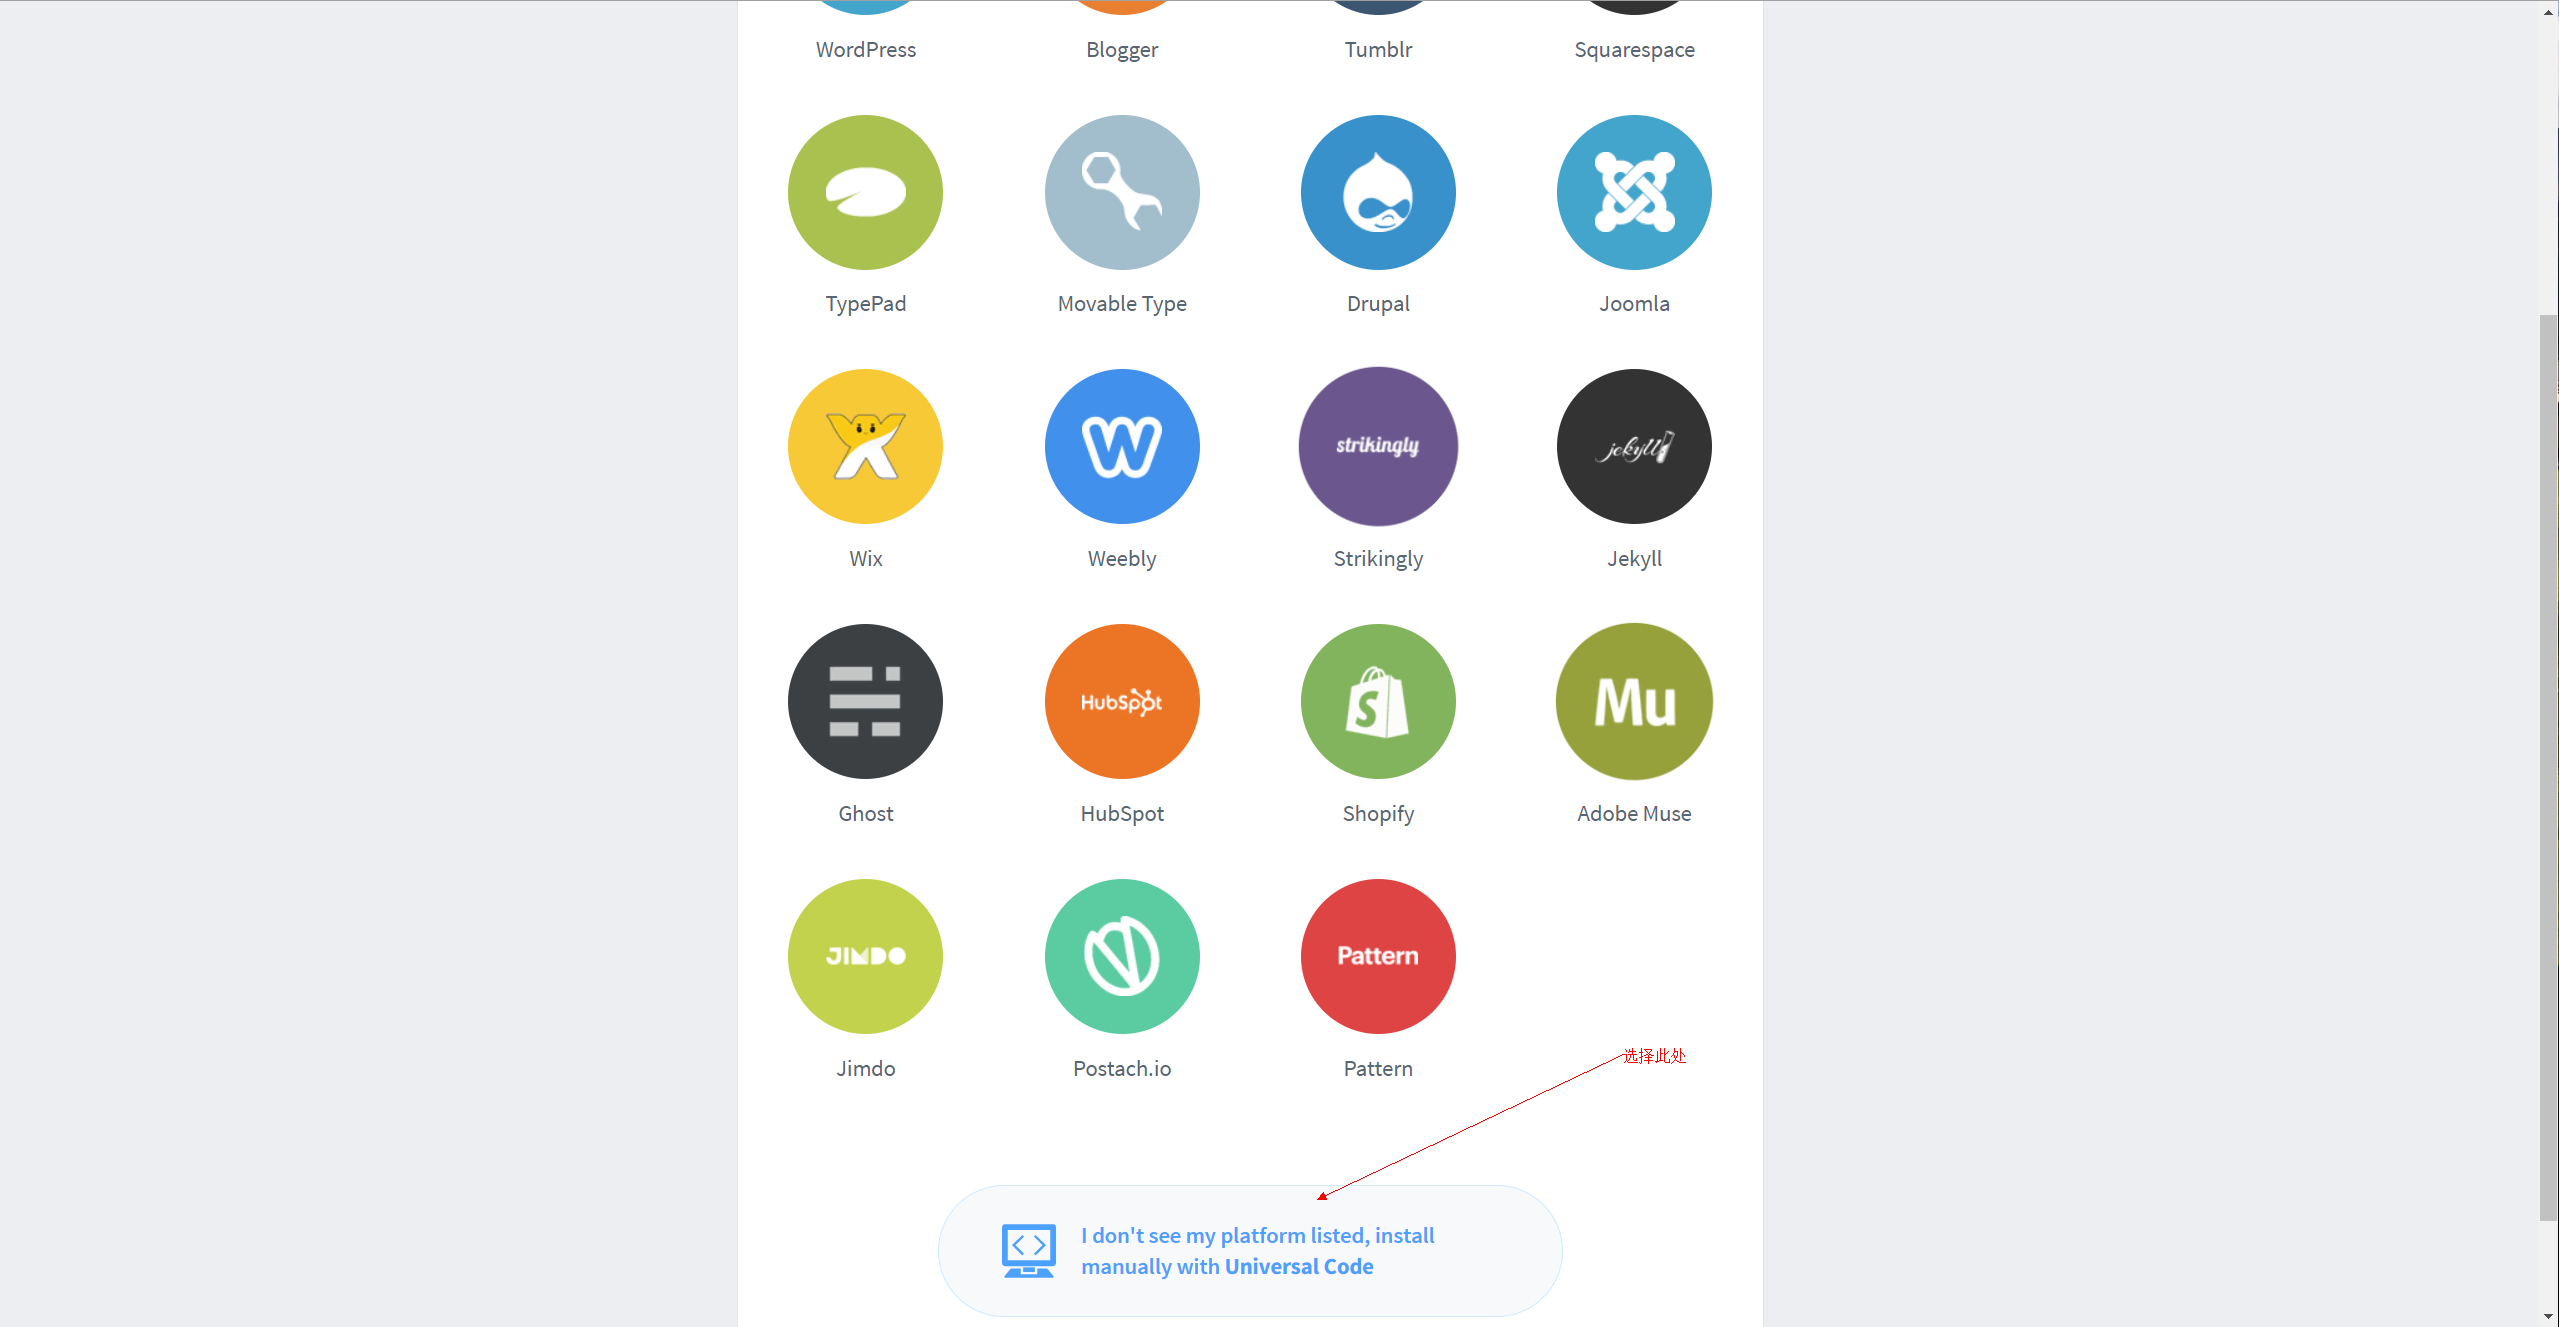 WordPress
Blogger
Tumblr
Squarespace
TypePad
Movable Type
Drupal
Joomla
strikingly
jekyll
Wix
Weebly
Strikingly
Jekyll
HubSpot
S
Mu
Ghost
HubSpot
Shopify
Adobe Muse
JIMDO
Pattern
Jimdo
Postach.io
Pattern
选择此处
I don't see my platform listed, install
manually with Universal Code